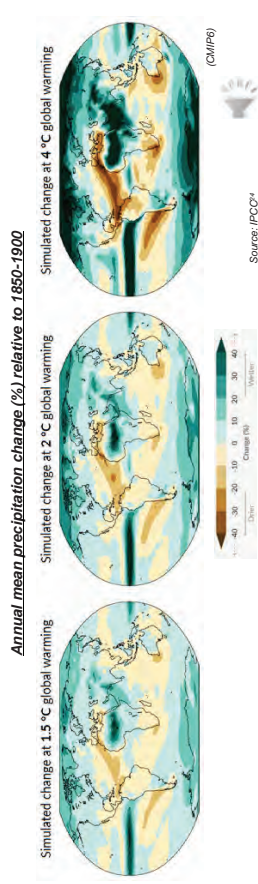 Annual mean precipitation change (%) relative to 1850-1900
Simulated change at 1.5 °C global warming
Simulated change at 2 °C global warming
Simulated change at 4 °C global warming
(CMIP6)
-40 -30 -20 -10 0 10 20 30 40
Change (%)
Drier
Wetter
Source: IPCC²⁴